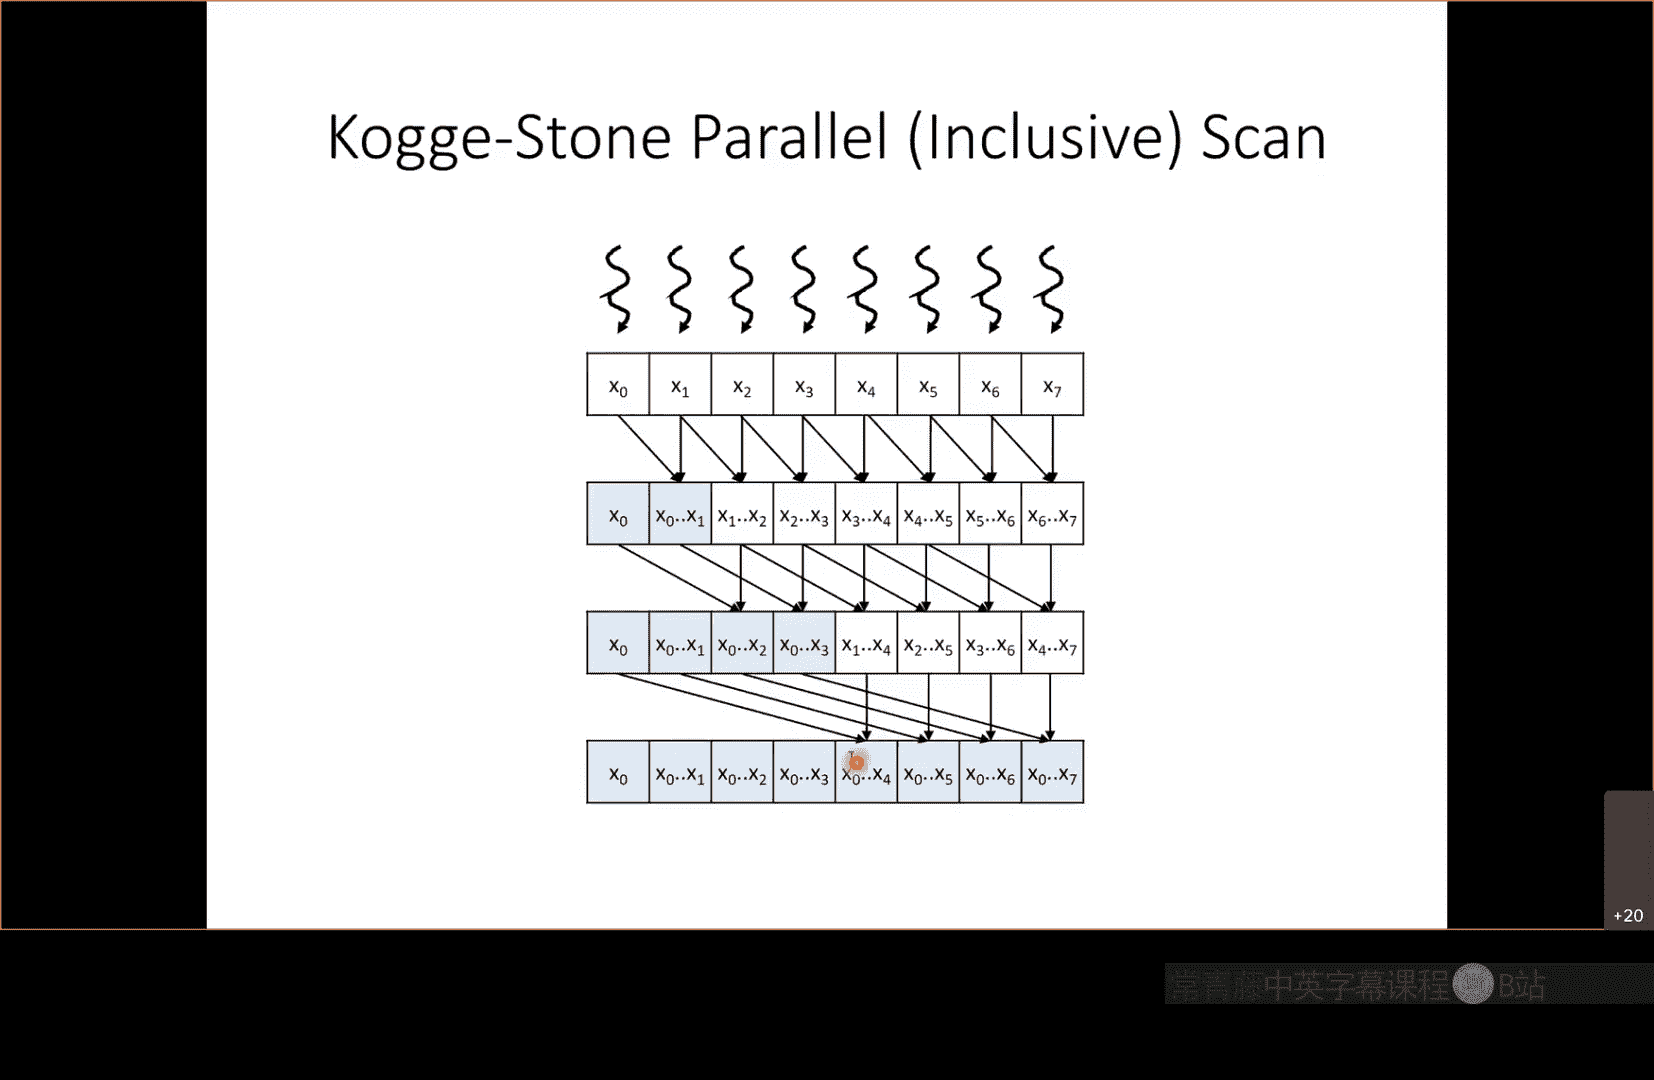 Kogge-Stone Parallel (Inclusive) Scan
x₀ x₁ x₂ x₃ x₄ x₅ x₆ x₇
x₀ x₀..x₁ x₁..x₂ x₂..x₃ x₃..x₄ x₄..x₅ x₅..x₆ x₆..x₇
x₀ x₀..x₁ x₀..x₂ x₀..x₃ x₁..x₄ x₂..x₅ x₃..x₆ x₄..x₇
x₀ x₀..x₁ x₀..x₂ x₀..x₃ x₀..x₄ x₀..x₅ x₀..x₆ x₀..x₇
+20
常青藤中英字幕课程 B站